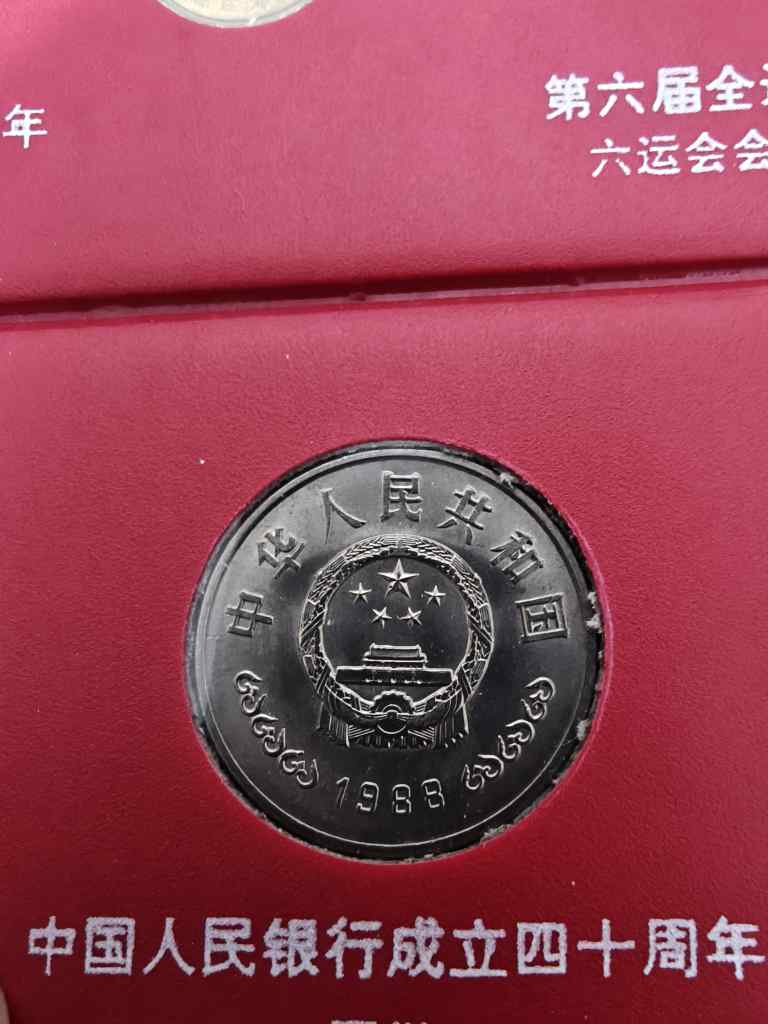 年
第六届全
六运会会
中华人民共和国
1988
中国人民银行成立四十周年